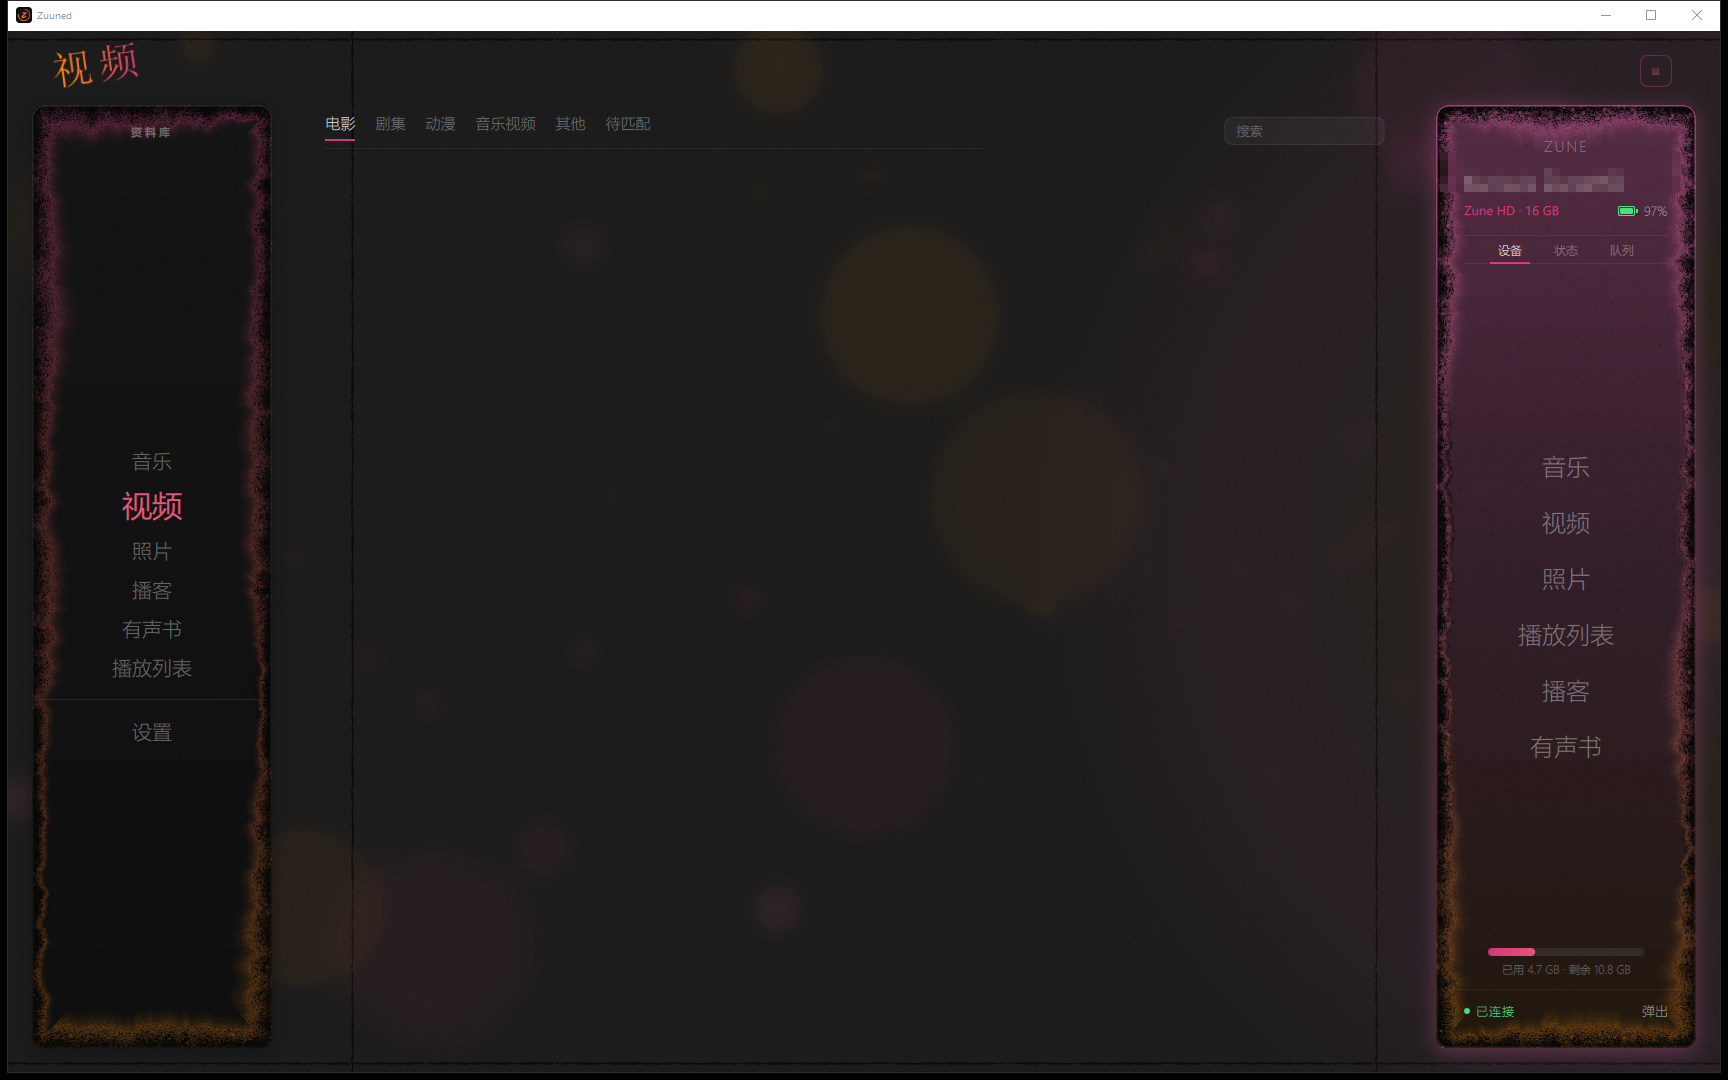 Zuuned
视频
资料库
音乐
视频
照片
播客
有声书
播放列表
设置
电影 剧集 动漫 音乐视频 其他 待匹配
搜索
ZUNE
Zune HD · 16 GB 97%
设备 状态 队列
音乐
视频
照片
播放列表
播客
有声书
已用 4.7 GB · 剩余 10.8 GB
已连接 弹出